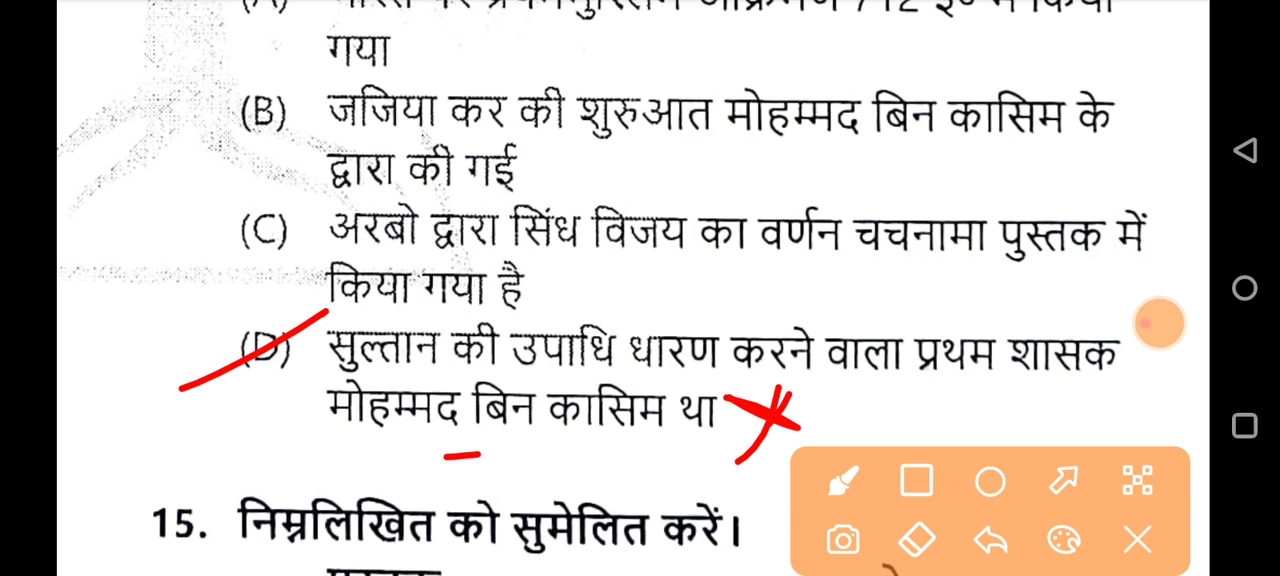 गया
(B) जजिया कर की शुरुआत मोहम्मद बिन कासिम के
द्वारा की गई
(C) अरबो द्वारा सिंध विजय का वर्णन चचनामा पुस्तक में
किया गया है
(D) सुल्तान की उपाधि धारण करने वाला प्रथम शासक
मोहम्मद बिन कासिम था
15. निम्नलिखित को सुमेलित करें।